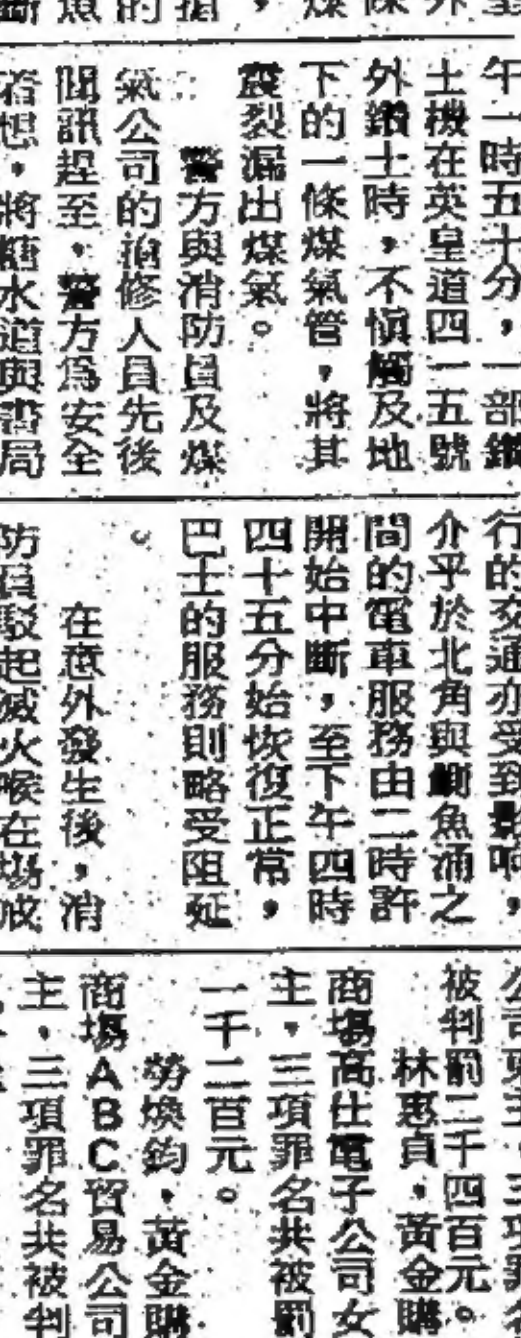 午一時五十分，一部鑽
土機在英皇道四一五號
外鑽土時，不慎觸及地
下的一條煤氣管，將其
震裂漏出煤氣。
警方與消防員及煤
氣公司的搶修人員先後
聞訊趕至，警方爲安全
着想，將糖水道與書局
行的交通亦受到影响，
介乎於北角與鰂魚涌之
間的電車服務由二時許
開始中斷，至下午四時
四十五分始恢復正常，
巴士的服務則略受阻延
。
在意外發生後，消
防員駁起滅火喉在場戒
公司東主，三項罪名
被判罰二千四百元。
林惠貞，黃金購
商場高仕電子公司女
主，三項罪名共被罰
一千二百元。
勞煥鈞，黃金購
商場ABC貿易公司
主，三項罪名共被判